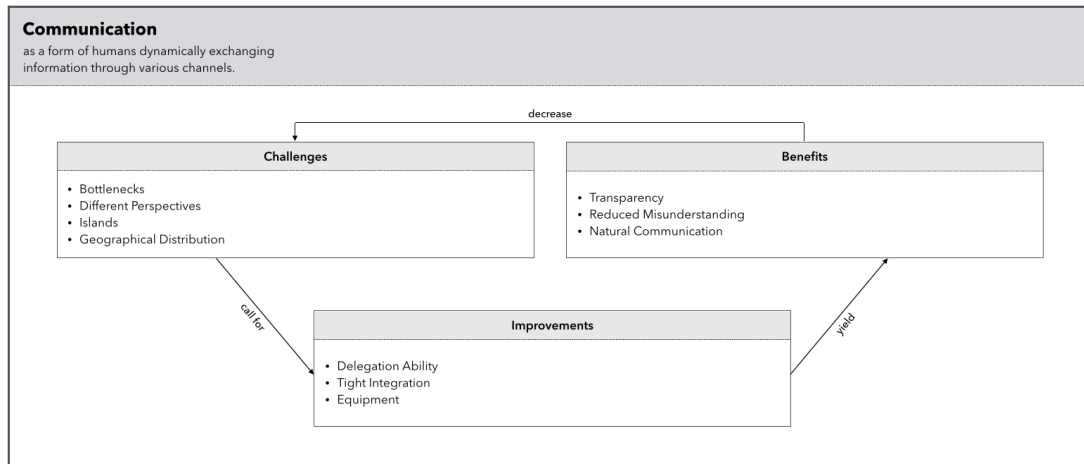 Communication
as a form of humans dynamically exchanging
information through various channels.
decrease
Challenges
• Bottlenecks
• Different Perspectives
• Islands
• Geographical Distribution
Benefits
• Transparency
• Reduced Misunderstanding
• Natural Communication
call for
yield
Improvements
• Delegation Ability
• Tight Integration
• Equipment